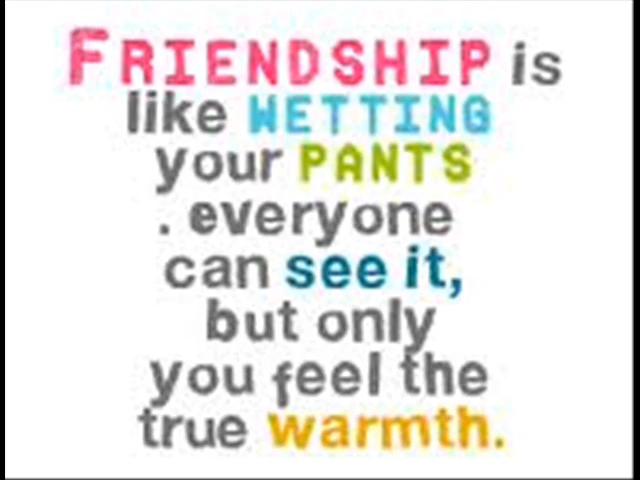 FRIENDSHIP is
like WETTING
your PANTS
. everyone
can see it,
but only
you feel the
true warmth.